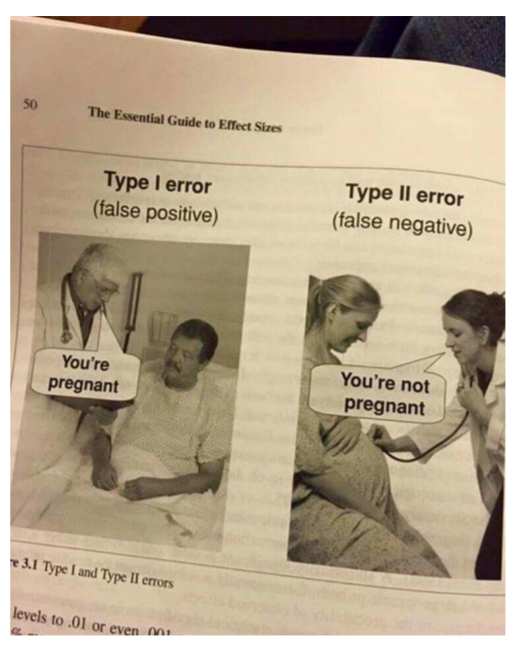 50 The Essential Guide to Effect Sizes
Type I error
(false positive)
You're
pregnant
Type II error
(false negative)
You're not
pregnant
3.1 Type I and Type II errors
levels to .01 or even .001